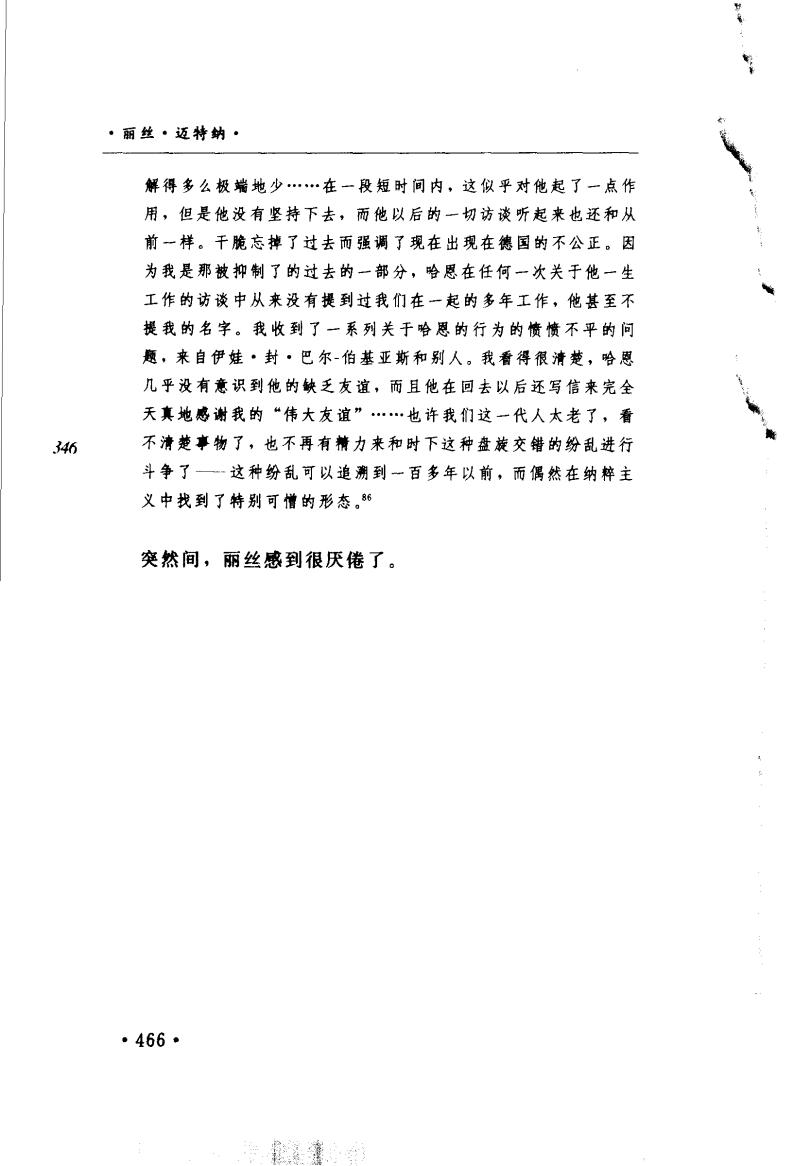 ·丽丝·迈特纳·
解得多么极端地少……在一段短时间内，这似乎对他起了一点作
用，但是他没有坚持下去，而他以后的一切访谈听起来也还和从
前一样。干脆忘掉了过去而强调了现在出现在德国的不公正。因
为我是那被抑制了的过去的一部分，哈恩在任何一次关于他一生
工作的访谈中从来没有提到过我们在一起的多年工作，他甚至不
提我的名字。我收到了一系列关于哈恩的行为的愤愤不平的问
题，来自伊娃·封·巴尔-伯基亚斯和别人。我看得很清楚，哈恩
几乎没有意识到他的缺乏友谊，而且他在回去以后还写信来完全
天真地感谢我的“伟大友谊”……也许我们这一代人太老了，看
不清楚事物了，也不再有精力来和时下这种盘旋交错的纷乱进行
346
斗争了——这种纷乱可以追溯到一百多年以前，而偶然在纳粹主
义中找到了特别可憎的形态。86
突然间，丽丝感到很厌倦了。
·466·